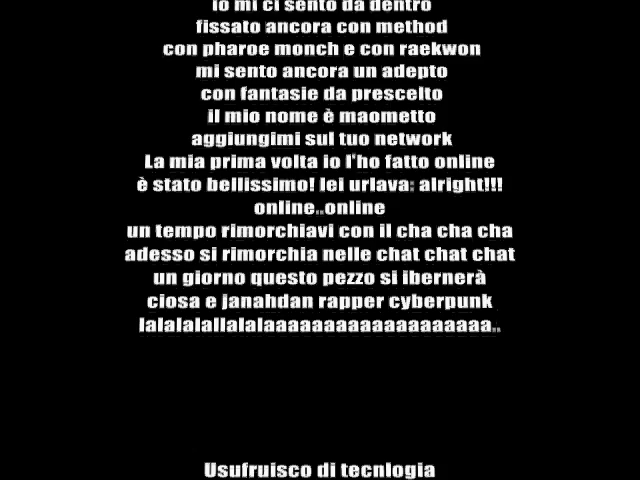 Io mi ci sento da dentro
fissato ancora con method
con pharoe monch e con raekwon
mi sento ancora un adepto
con fantasie da prescelto
il mio nome è maometto
aggiungimi sul tuo network
La mia prima volta io l'ho fatto online
è stato bellissimo! lei urlava: alright!!!
online..online
un tempo rimorchiavi con il cha cha cha
adesso si rimorchia nelle chat chat chat
un giorno questo pezzo si ibernerà
ciosa e janahdan rapper cyberpunk
lalalalallalalaaaaaaaaaaaaaaaaaaa..
Usufruisco di tecnlogia